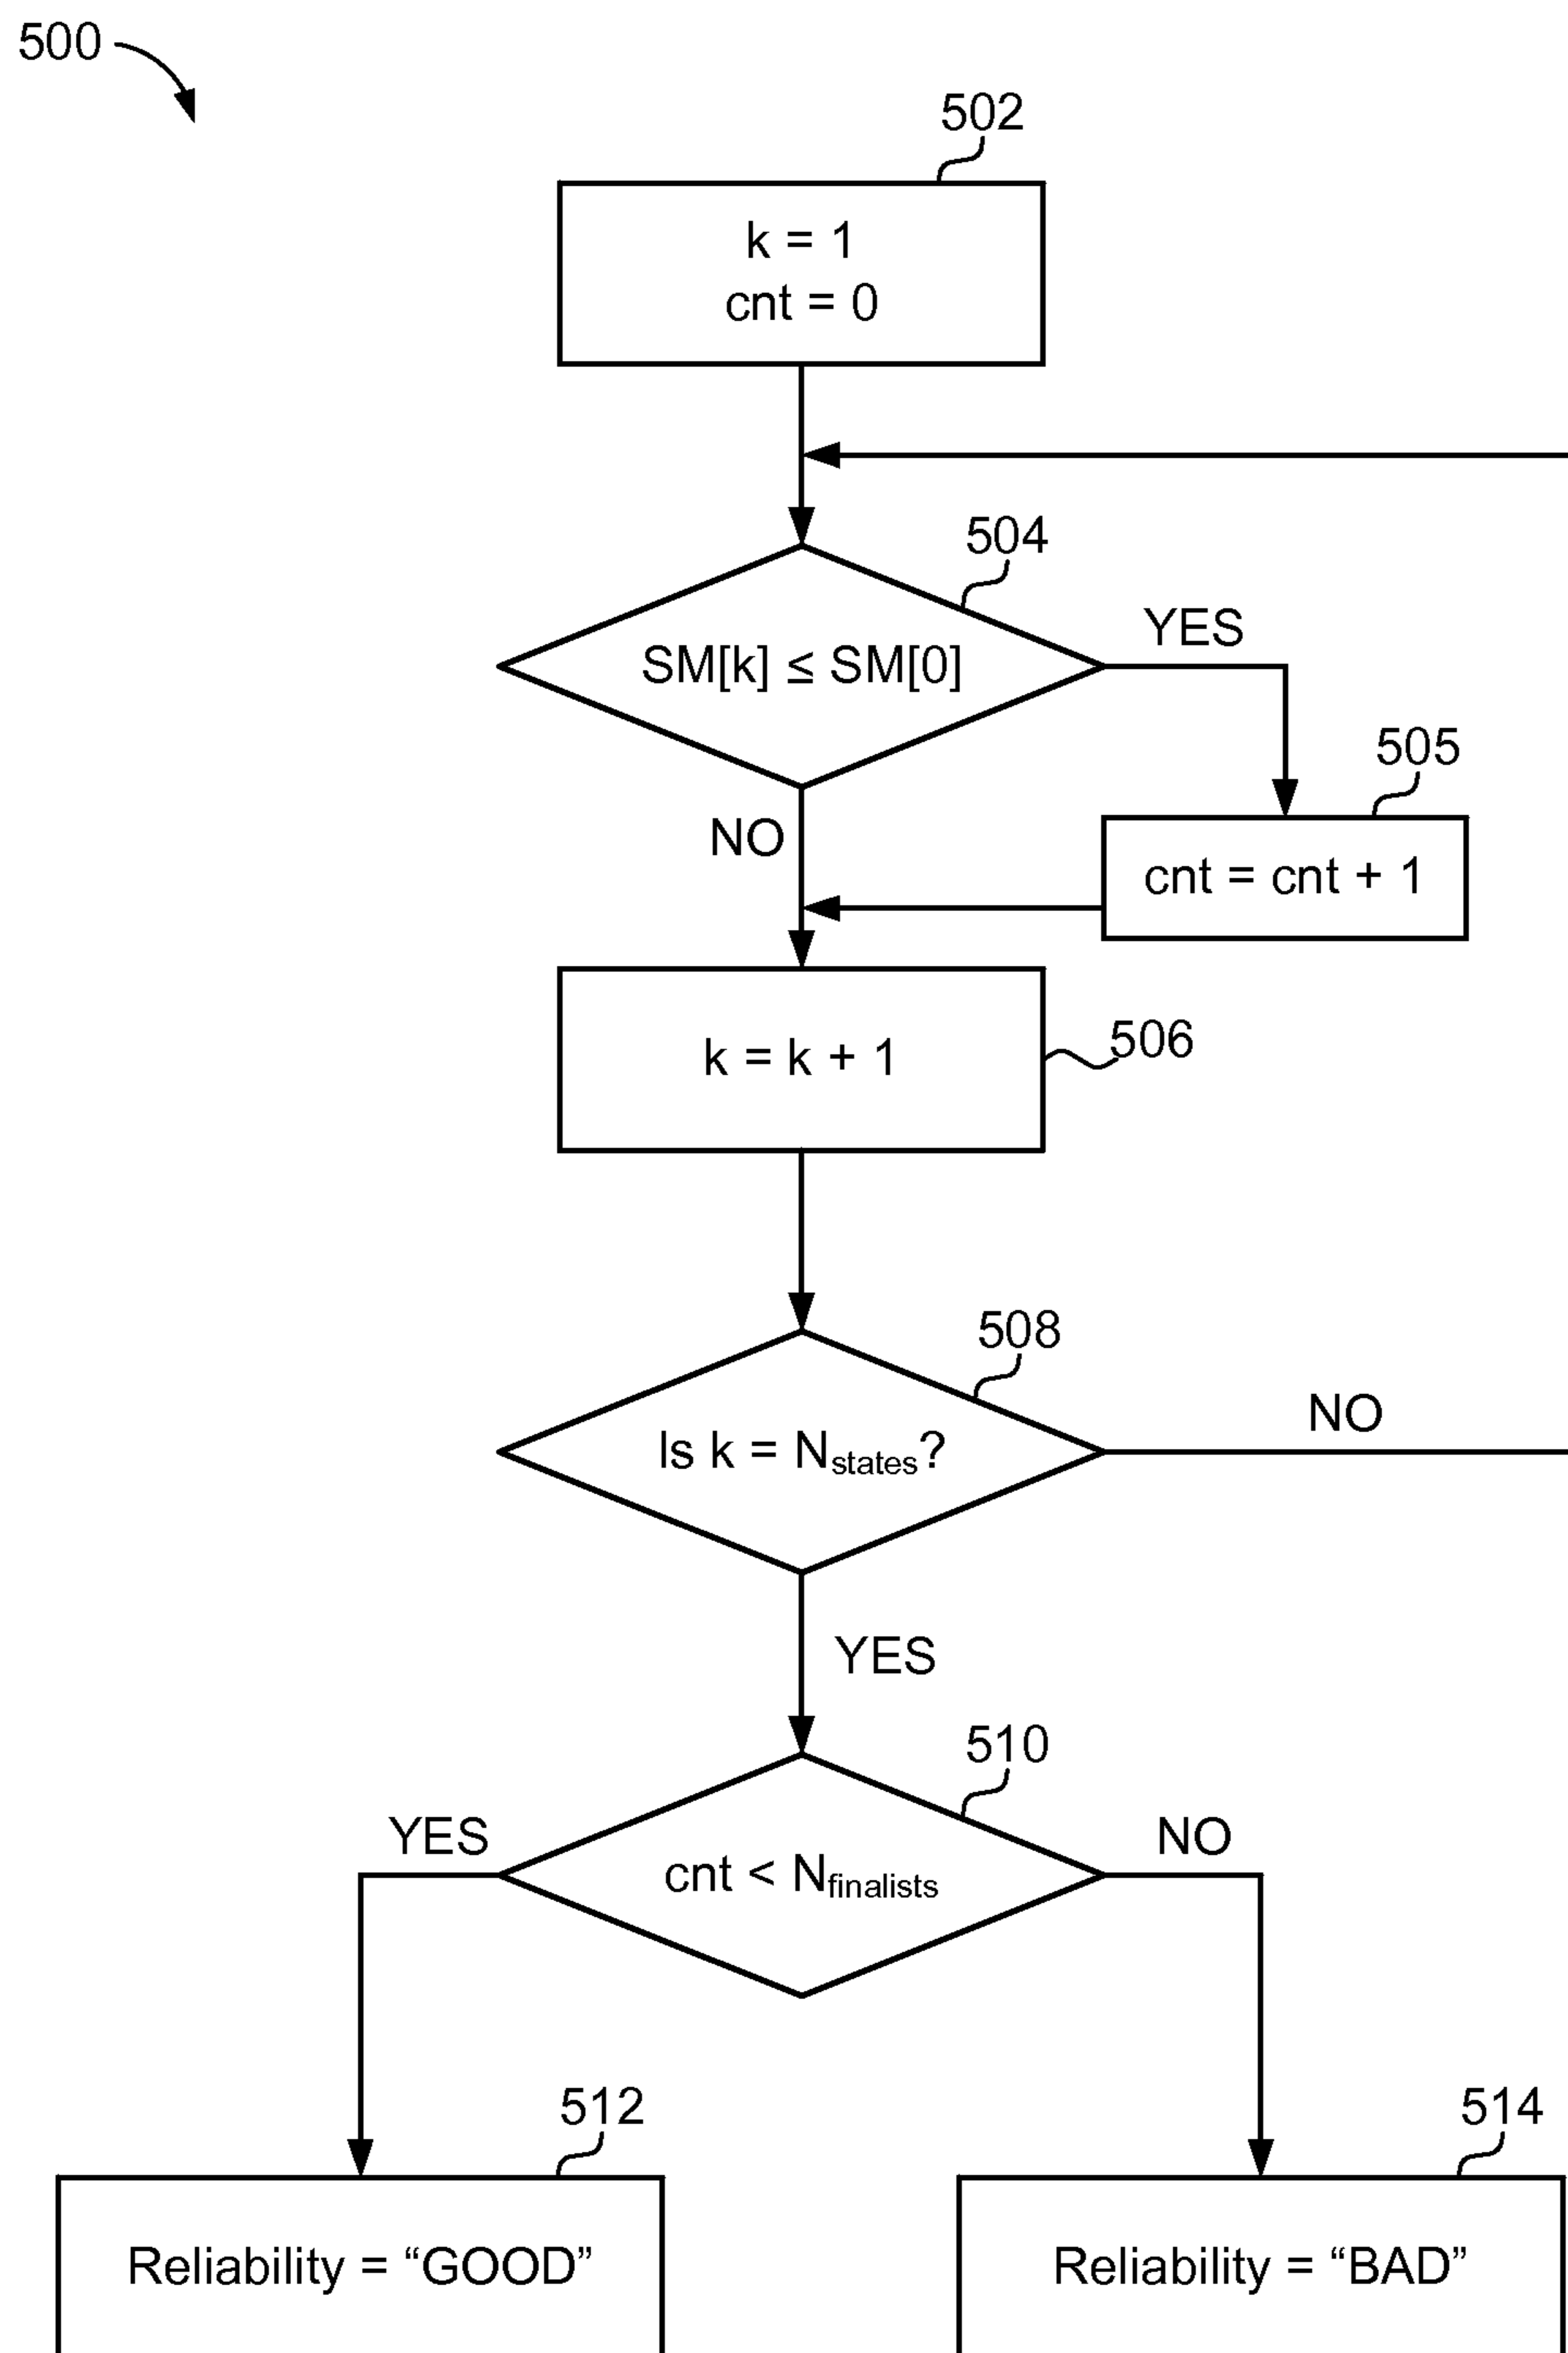 500
502
k = 1
cnt = 0
504
SM[k] ≤ SM[0]
YES
505
NO
cnt = cnt + 1
k = k + 1
506
508
Is k = Nstates?
NO
YES
510
YES
cnt < Nfinalists
NO
512
514
Reliability = “GOOD”
Reliability = “BAD”